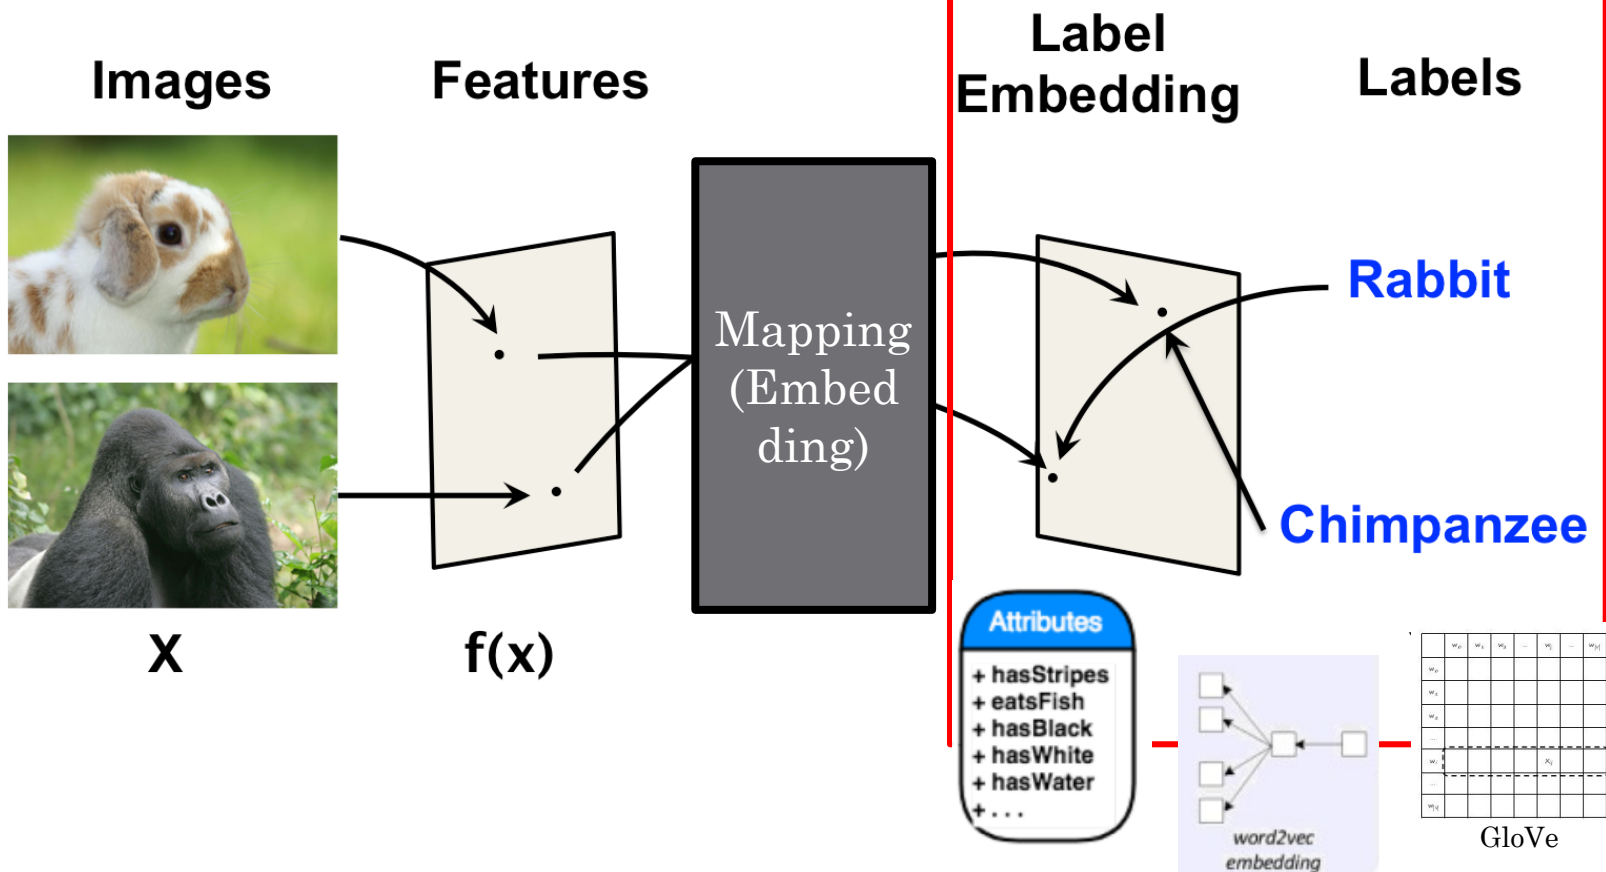 Images
Features
Label
Embedding
Labels
Mapping
(Embed
ding)
Rabbit
Chimpanzee
X
f(x)
Attributes
+ hasStripes
+ eatsFish
+ hasBlack
+ hasWhite
+ hasWater
+ . . .
word2vec
embedding
GloVe